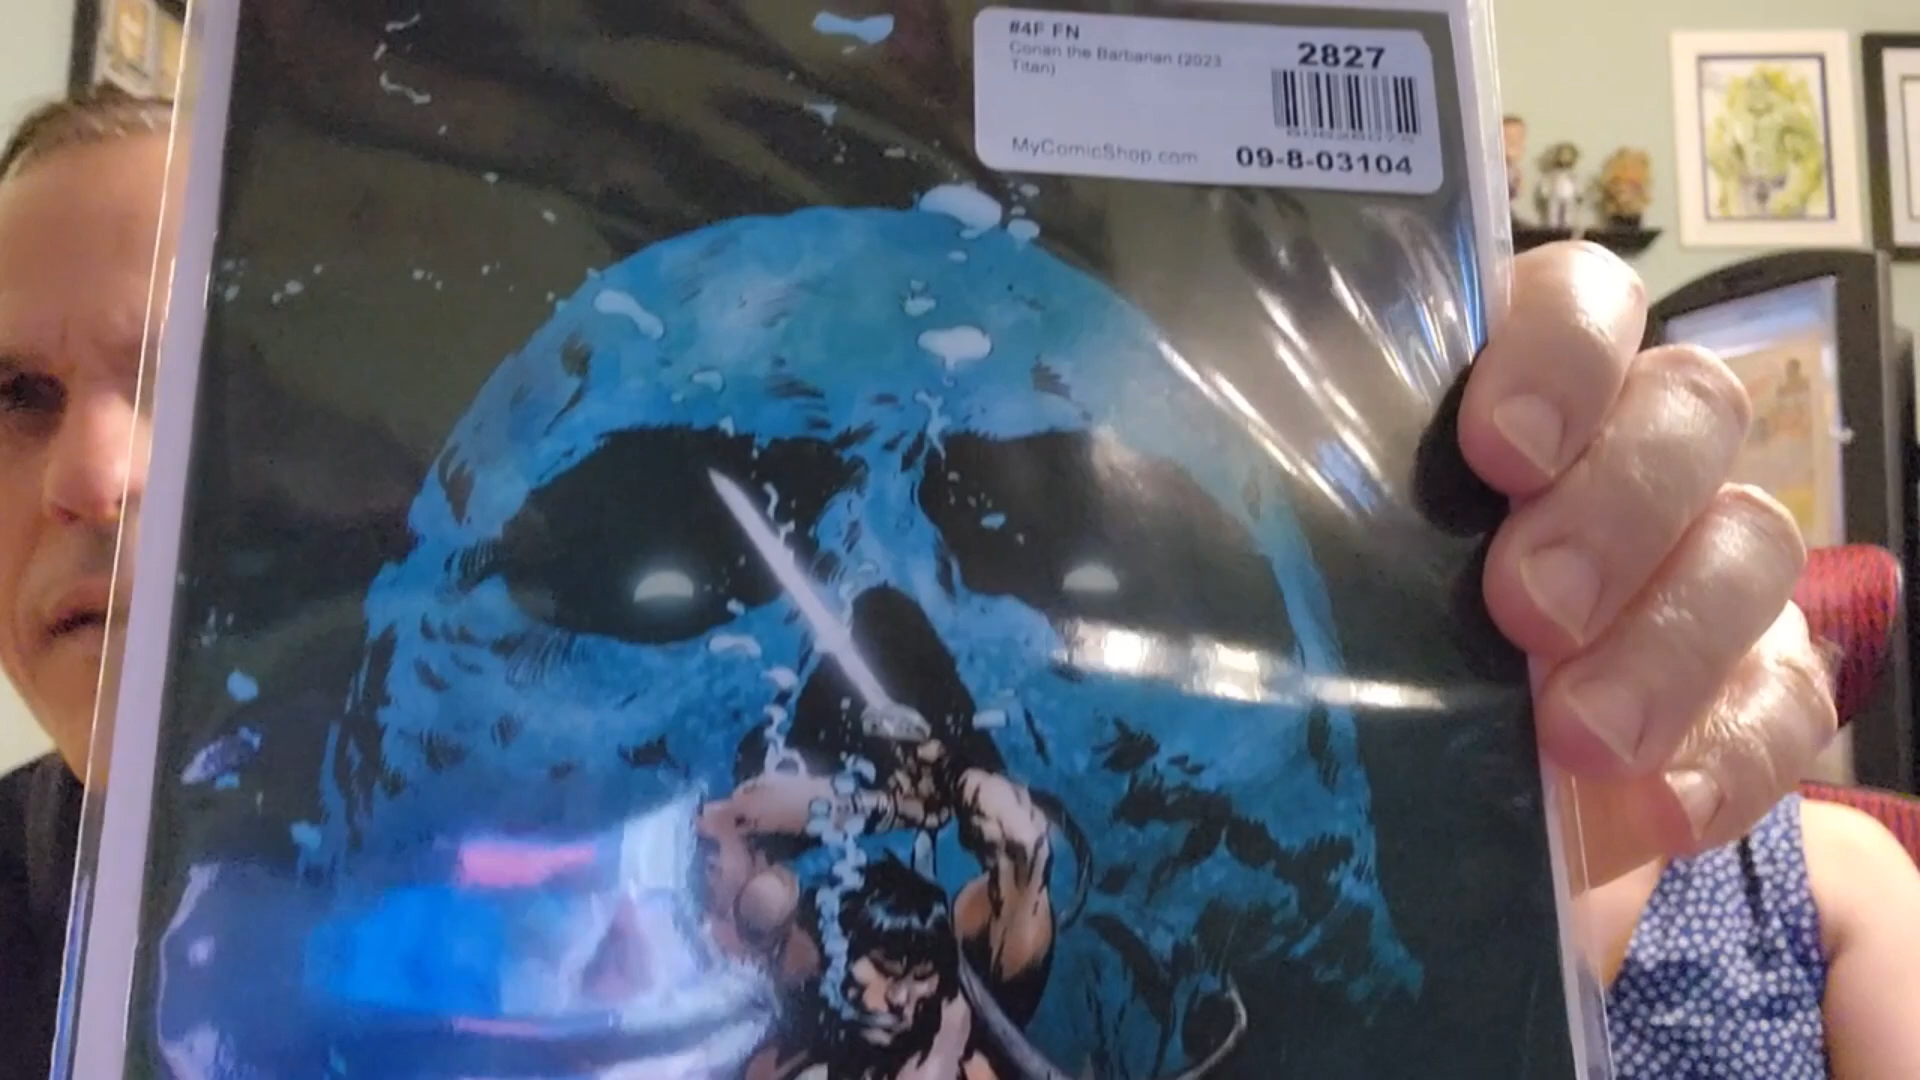 #4F FN
Conan the Barbarian (2023
Titan)
2827
MyComicShop.com
09-8-03104